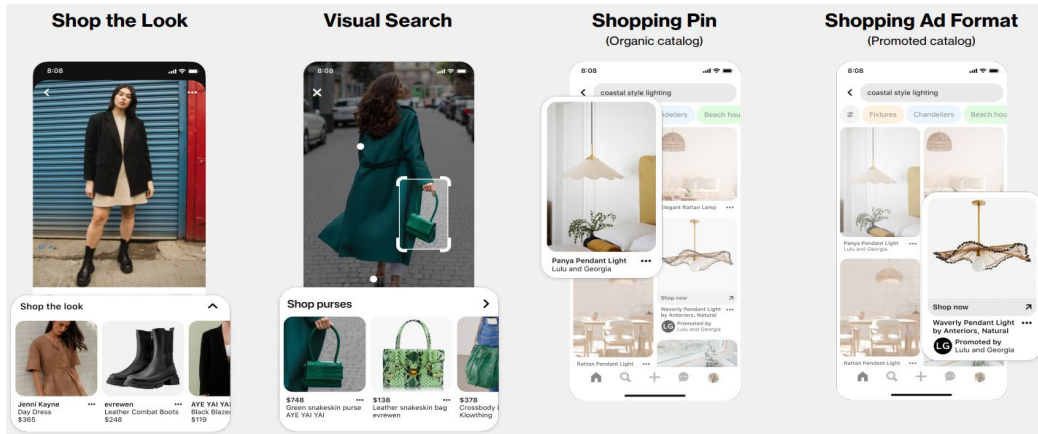 Shop the Look
8:08
Shop the look
Jenni Kayne
Day Dress
$365
evrewen
Leather Combat Boots
$248
AYE YAI YAI
Black Blaze
$119
Visual Search
8:08
Shop purses
$748
Green snakeskin purse
AYE YAI YAI
$138
Leather snakeskin bag
evrewen
$378
Crossbody
Klowthing
Shopping Pin
(Organic catalog)
8:08
coastal style lighting
ndeliers
Beach hou
Elegant Rattan Lamp
Panya Pendant Light
Lulu and Georgia
Shop now
Waverly Pendant Light
by Anteriors, Natural
LG
Promoted by
Lulu and Georgia
Rattan Pendant Light
Shopping Ad Format
(Promoted catalog)
8:08
coastal style lighting
Fixtures
Chandeliers
Beach hou
Panya Pendant Light
Lulu and Georgia
Shop now
Waverly Pendant Light
by Anteriors, Natural
LG
Promoted by
Lulu and Georgia
Rattan Pendant Light